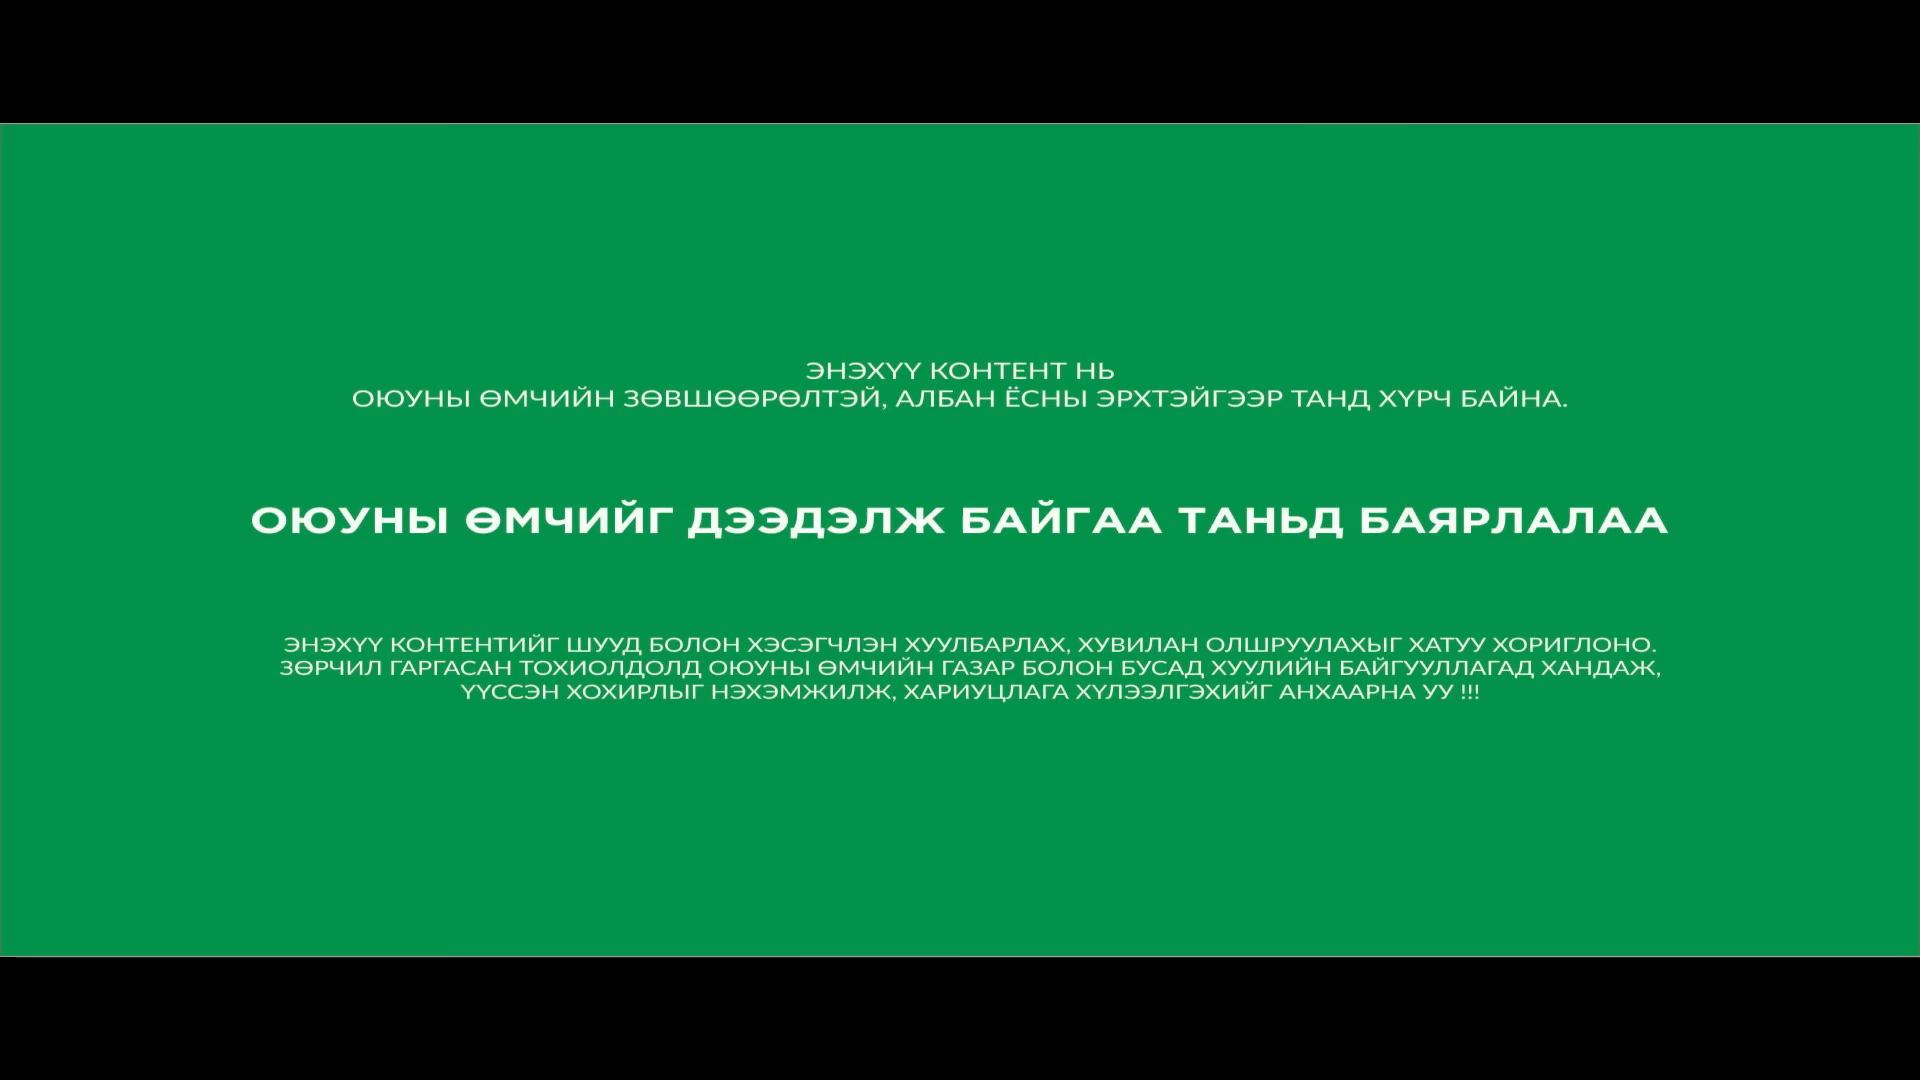 ЭНЭХҮҮ КОНТЕНТ НЬ
ОЮУНЫ ӨМЧИЙН ЗӨВШӨӨРӨЛТЭЙ, АЛБАН ЁСНЫ ЭРХТЭЙГЭЭР ТАНД ХҮРЧ БАЙНА.
ОЮУНЫ ӨМЧИЙГ ДЭЭДЭЛЖ БАЙГАА ТАНЬД БАЯРЛАЛАА
ЭНЭХҮҮ КОНТЕНТИЙГ ШУУД БОЛОН ХЭСЭГЧЛЭН ХУУЛБАРЛАХ, ХУВИЛАН ОЛШРУУЛАХЫГ ХАТУУ ХОРИГЛОНО.
ЗӨРЧИЛ ГАРГАСАН ТОХИОЛДОЛД ОЮУНЫ ӨМЧИЙН ГАЗАР БОЛОН БУСАД ХУУЛИЙН БАЙГУУЛЛАГАД ХАНДАЖ,
ҮҮССЭН ХОХИРЛЫГ НЭХЭМЖИЛЖ, ХАРИУЦЛАГА ХҮЛЭЭЛГЭХИЙГ АНХААРНА УУ !!!